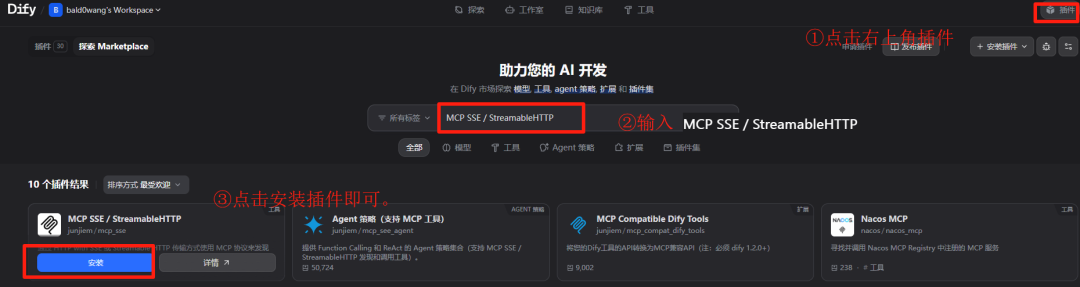 Dify
B bald0wang's Workspace
探索
工作室
知识库
工具
插件
插件 30
探索 Marketplace
①点击右上角插件
申请插件
发布插件
安装插件
助力您的 AI 开发
在 Dify 市场探索 模型, 工具, agent 策略, 扩展 和 插件集
所有标签
MCP SSE / StreamableHTTP
②输入 MCP SSE / StreamableHTTP
全部
模型
工具
Agent 策略
扩展
插件集
10 个插件结果
排序方式 最受欢迎
③点击安装插件即可。
工具
MCP SSE / StreamableHTTP
junjiem / mcp_sse
HTTP 传输方式使用 MCP 协议来发现
安装
详情
AGENT 策略
Agent 策略（支持 MCP 工具）
junjiem / mcp_see_agent
提供 Function Calling 和 ReAct 的 Agent 策略集合（支持 MCP SSE /
StreamableHTTP 发现和调用工具）。
50,724
扩展
MCP Compatible Dify Tools
junjiem / mcp_compat_dify_tools
将您的Dify工具的API转换为MCP兼容API（注：必须 dify 1.2.0+）
9,002
工具
NACOS.
Nacos MCP
nacos / nacos_mcp
寻找并调用 Nacos MCP Registry 中注册的 MCP 服务
238 · # 工具